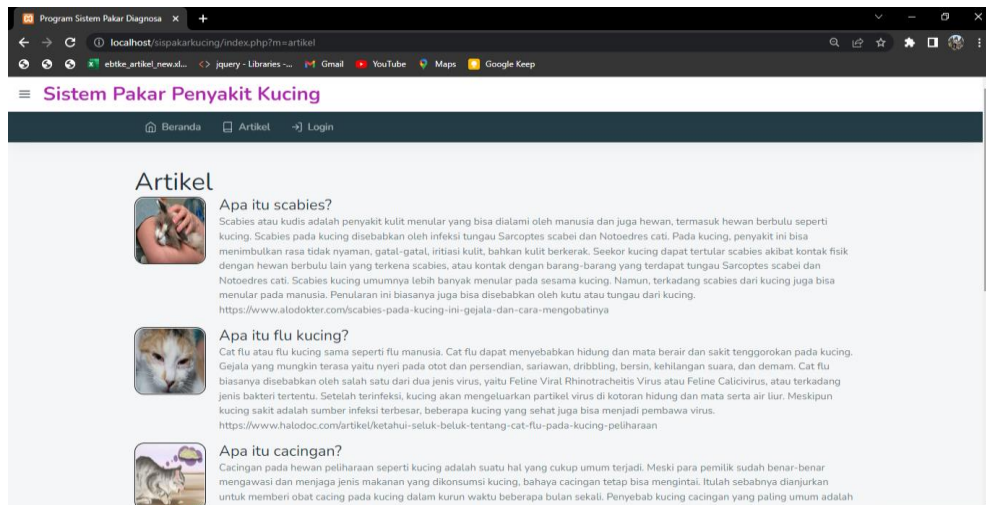 Program Sistem Pakar Diagnosa
localhost/sispakarkucing/index.php?m=artikel
ebtke_artikel_new.xl... jquery - Libraries -... Gmail YouTube Maps Google Keep
Sistem Pakar Penyakit Kucing
Beranda Artikel Login
Artikel
Apa itu scabies?
Scabies atau kudis adalah penyakit kulit menular yang bisa dialami oleh manusia dan juga hewan, termasuk hewan berbulu seperti
kucing. Scabies pada kucing disebabkan oleh infeksi tungau Sarcoptes scabei dan Notoedres cati. Pada kucing, penyakit ini bisa
menimbulkan rasa tidak nyaman, gatal-gatal, iritiasi kulit, bahkan kulit berkerak. Seekor kucing dapat tertular scabies akibat kontak fisik
dengan hewan berbulu lain yang terkena scabies, atau kontak dengan barang-barang yang terdapat tungau Sarcoptes scabei dan
Notoedres cati. Scabies kucing umumnya lebih banyak menular pada sesama kucing. Namun, terkadang scabies dari kucing juga bisa
menular pada manusia. Penularan ini biasanya juga bisa disebabkan oleh kutu atau tungau dari kucing.
https://www.alodokter.com/scabies-pada-kucing-ini-gejala-dan-cara-mengobatinya
Apa itu flu kucing?
Cat flu atau flu kucing sama seperti flu manusia. Cat flu dapat menyebabkan hidung dan mata berair dan sakit tenggorokan pada kucing.
Gejala yang mungkin terasa yaitu nyeri pada otot dan persendian, sariawan, dribbling, bersin, kehilangan suara, dan demam. Cat flu
biasanya disebabkan oleh salah satu dari dua jenis virus, yaitu Feline Viral Rhinotracheitis Virus atau Feline Calicivirus, atau terkadang
jenis bakteri tertentu. Setelah terinfeksi, kucing akan mengeluarkan partikel virus di kotoran hidung dan mata serta air liur. Meskipun
kucing sakit adalah sumber infeksi terbesar, beberapa kucing yang sehat juga bisa menjadi pembawa virus.
https://www.halodoc.com/artikel/ketahui-seluk-beluk-tentang-cat-flu-pada-kucing-peliharaan
Apa itu cacingan?
Cacingan pada hewan peliharaan seperti kucing adalah suatu hal yang cukup umum terjadi. Meski para pemilik sudah benar-benar
mengawasi dan menjaga jenis makanan yang dikonsumsi kucing, bahaya cacingan tetap bisa mengintai. Itulah sebabnya dianjurkan
untuk memberi obat cacing pada kucing dalam kurun waktu beberapa bulan sekali. Penyebab kucing cacingan yang paling umum adalah